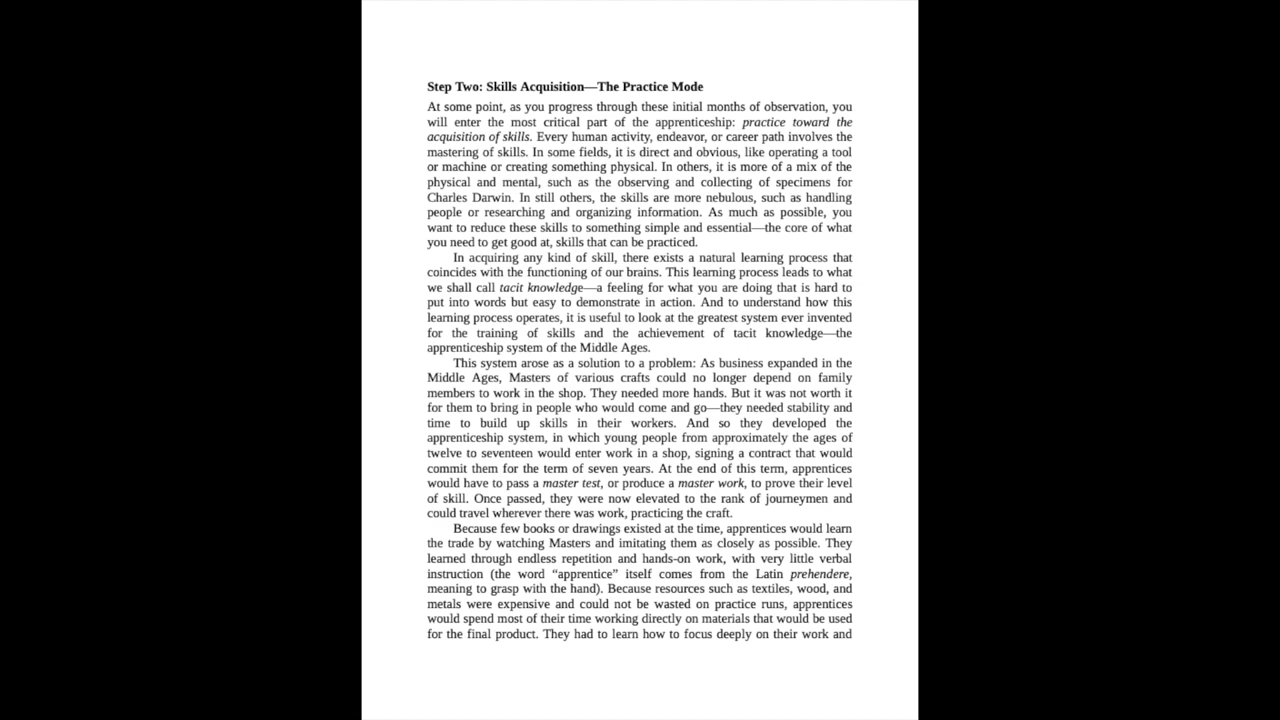 Step Two: Skills Acquisition—The Practice Mode
At some point, as you progress through these initial months of observation, you
will enter the most critical part of the apprenticeship: practice toward the
acquisition of skills. Every human activity, endeavor, or career path involves the
mastering of skills. In some fields, it is direct and obvious, like operating a tool
or machine or creating something physical. In others, it is more of a mix of the
physical and mental, such as the observing and collecting of specimens for
Charles Darwin. In still others, the skills are more nebulous, such as handling
people or researching and organizing information. As much as possible, you
want to reduce these skills to something simple and essential—the core of what
you need to get good at, skills that can be practiced.
In acquiring any kind of skill, there exists a natural learning process that
coincides with the functioning of our brains. This learning process leads to what
we shall call tacit knowledge—a feeling for what you are doing that is hard to
put into words but easy to demonstrate in action. And to understand how this
learning process operates, it is useful to look at the greatest system ever invented
for the training of skills and the achievement of tacit knowledge—the
apprenticeship system of the Middle Ages.
This system arose as a solution to a problem: As business expanded in the
Middle Ages, Masters of various crafts could no longer depend on family
members to work in the shop. They needed more hands. But it was not worth it
for them to bring in people who would come and go—they needed stability and
time to build up skills in their workers. And so they developed the
apprenticeship system, in which young people from approximately the ages of
twelve to seventeen would enter work in a shop, signing a contract that would
commit them for the term of seven years. At the end of this term, apprentices
would have to pass a master test, or produce a master work, to prove their level
of skill. Once passed, they were now elevated to the rank of journeymen and
could travel wherever there was work, practicing the craft.
Because few books or drawings existed at the time, apprentices would learn
the trade by watching Masters and imitating them as closely as possible. They
learned through endless repetition and hands-on work, with very little verbal
instruction (the word “apprentice” itself comes from the Latin prehendere,
meaning to grasp with the hand). Because resources such as textiles, wood, and
metals were expensive and could not be wasted on practice runs, apprentices
would spend most of their time working directly on materials that would be used
for the final product. They had to learn how to focus deeply on their work and